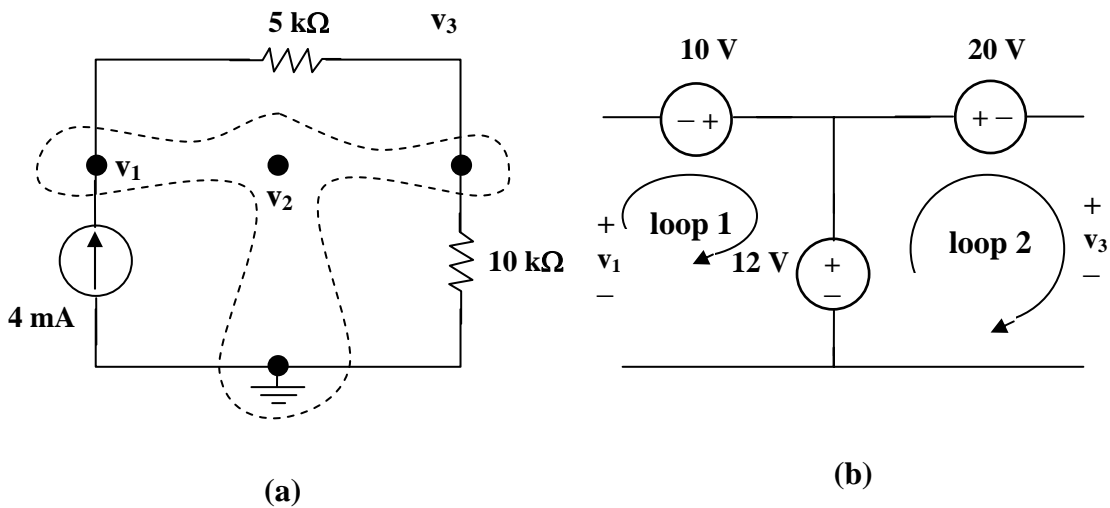 5 kΩ
v₃
v₁
v₂
10 kΩ
4 mA
(a)
10 V
20 V
− +
+ −
+
v₁
−
loop 1
12 V
+
−
loop 2
+
v₃
−
(b)